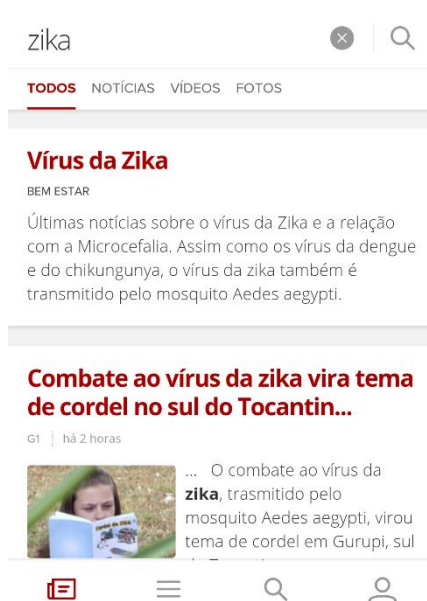 zika
TODOS NOTÍCIAS VÍDEOS FOTOS
Vírus da Zika
BEM ESTAR
Últimas notícias sobre o vírus da Zika e a relação
com a Microcefalia. Assim como os vírus da dengue
e do chikungunya, o vírus da zika também é
transmitido pelo mosquito Aedes aegypti.
Combate ao vírus da zika vira tema
de cordel no sul do Tocantin...
G1 há 2 horas
... O combate ao vírus da
zika, trasmitido pelo
mosquito Aedes aegypti, virou
tema de cordel em Gurupi, sul